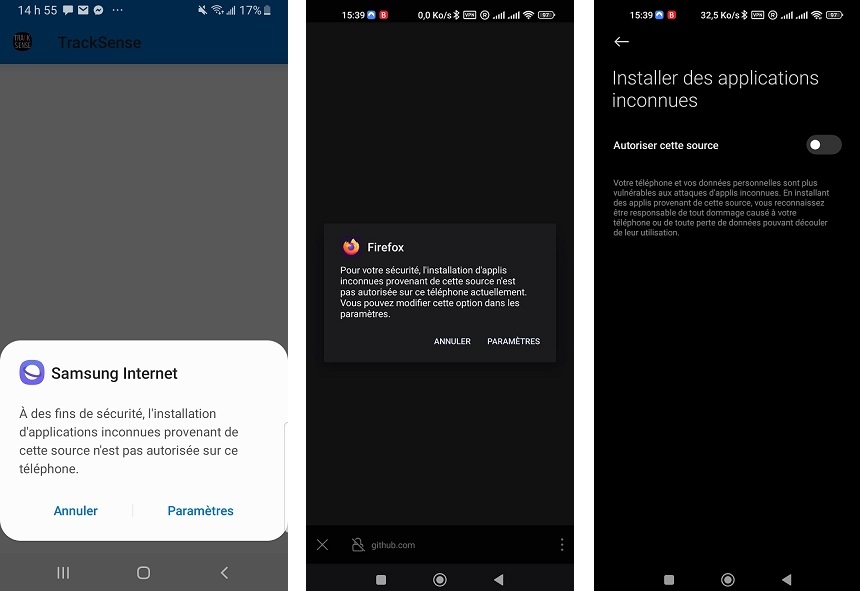 14 h 55
17%
TRACK
SENSE
TrackSense
Samsung Internet
À des fins de sécurité, l'installation
d'applications inconnues provenant de
cette source n'est pas autorisée sur ce
téléphone.
Annuler
Paramètres
15:39
B
0,0 Ko/s
VPN
R
97
Firefox
Pour votre sécurité, l'installation d'applis
inconnues provenant de cette source n'est
pas autorisée sur ce téléphone actuellement.
Vous pouvez modifier cette option dans les
paramètres.
ANNULER
PARAMÈTRES
github.com
15:39
B
32,5 Ko/s
VPN
R
97
Installer des applications
inconnues
Autoriser cette source
Votre téléphone et vos données personnelles sont plus
vulnérables aux attaques d'applis inconnues. En installant
des applis provenant de cette source, vous reconnaissez
être responsable de tout dommage causé à votre
téléphone ou de toute perte de données pouvant découler
de leur utilisation.